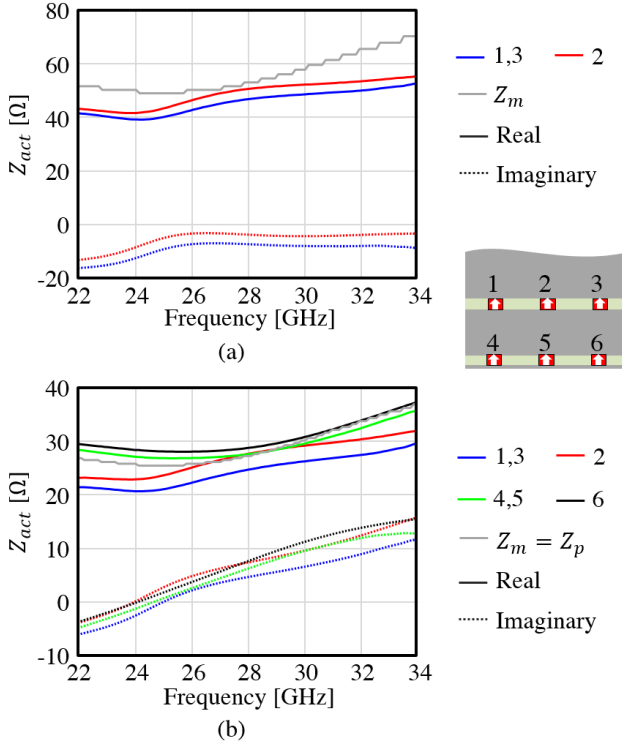 80
60
40
20
0
-20
22 24 26 28 30 32 34
Z_act [Ω]
Frequency [GHz]
(a)
1,3 2
Z_m
Real
Imaginary
1 2 3
4 5 6
40
30
20
10
0
-10
22 24 26 28 30 32 34
Z_act [Ω]
Frequency [GHz]
(b)
1,3 2
4,5 6
Z_m = Z_p
Real
Imaginary